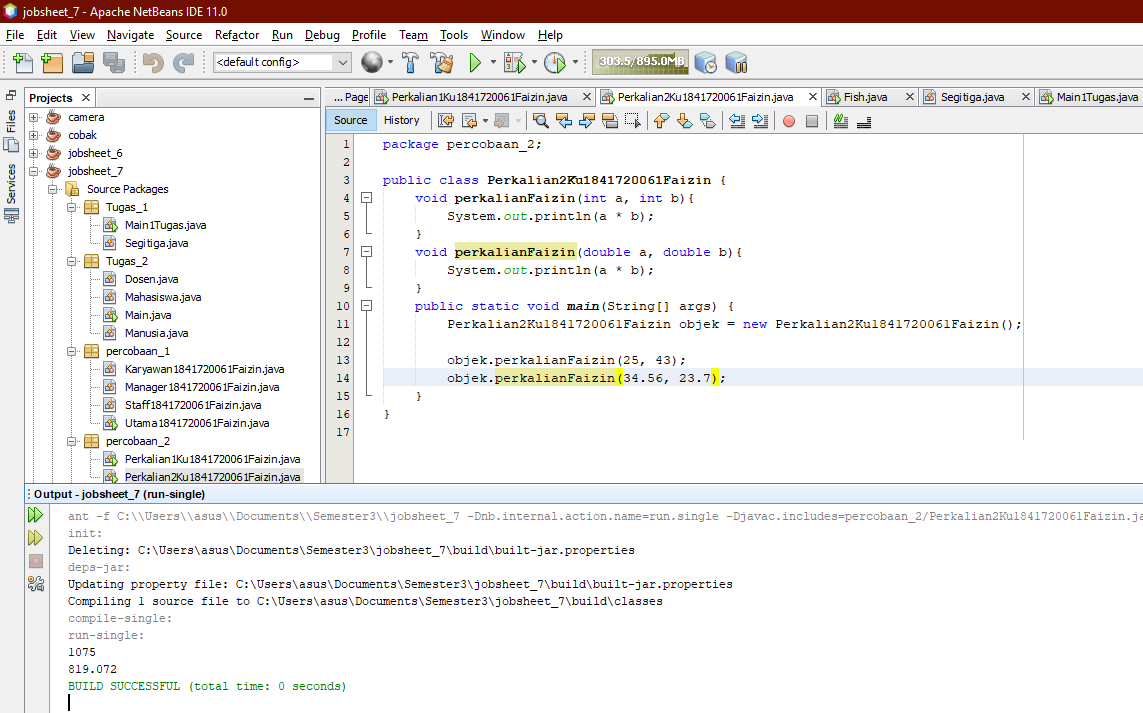 jobsheet_7 - Apache NetBeans IDE 11.0
File Edit View Navigate Source Refactor Run Debug Profile Team Tools Window Help
<default config> 303.5/895.0MB
Projects
Files
Services
camera
cobak
jobsheet_6
jobsheet_7
Source Packages
Tugas_1
Main1Tugas.java
Segitiga.java
Tugas_2
Dosen.java
Mahasiswa.java
Main.java
Manusia.java
percobaan_1
Karyawan1841720061Faizin.java
Manager1841720061Faizin.java
Staff1841720061Faizin.java
Utama1841720061Faizin.java
percobaan_2
Perkalian1Ku1841720061Faizin.java
Perkalian2Ku1841720061Faizin.java
... Page Perkalian1Ku1841720061Faizin.java Perkalian2Ku1841720061Faizin.java Fish.java Segitiga.java Main1Tugas.java
Source History
1 package percobaan_2;
2
3 public class Perkalian2Ku1841720061Faizin {
4 void perkalianFaizin(int a, int b){
5 System.out.println(a * b);
6 }
7 void perkalianFaizin(double a, double b){
8 System.out.println(a * b);
9 }
10 public static void main(String[] args) {
11 Perkalian2Ku1841720061Faizin objek = new Perkalian2Ku1841720061Faizin();
12
13 objek.perkalianFaizin(25, 43);
14 objek.perkalianFaizin(34.56, 23.7);
15 }
16 }
17
Output - jobsheet_7 (run-single)
ant -f C:\\Users\\asus\\Documents\\Semester3\\jobsheet_7 -Dnb.internal.action.name=run.single -Djavac.includes=percobaan_2/Perkalian2Ku1841720061Faizin.ja
init:
Deleting: C:\Users\asus\Documents\Semester3\jobsheet_7\build\built-jar.properties
deps-jar:
Updating property file: C:\Users\asus\Documents\Semester3\jobsheet_7\build\built-jar.properties
Compiling 1 source file to C:\Users\asus\Documents\Semester3\jobsheet_7\build\classes
compile-single:
run-single:
1075
819.072
BUILD SUCCESSFUL (total time: 0 seconds)